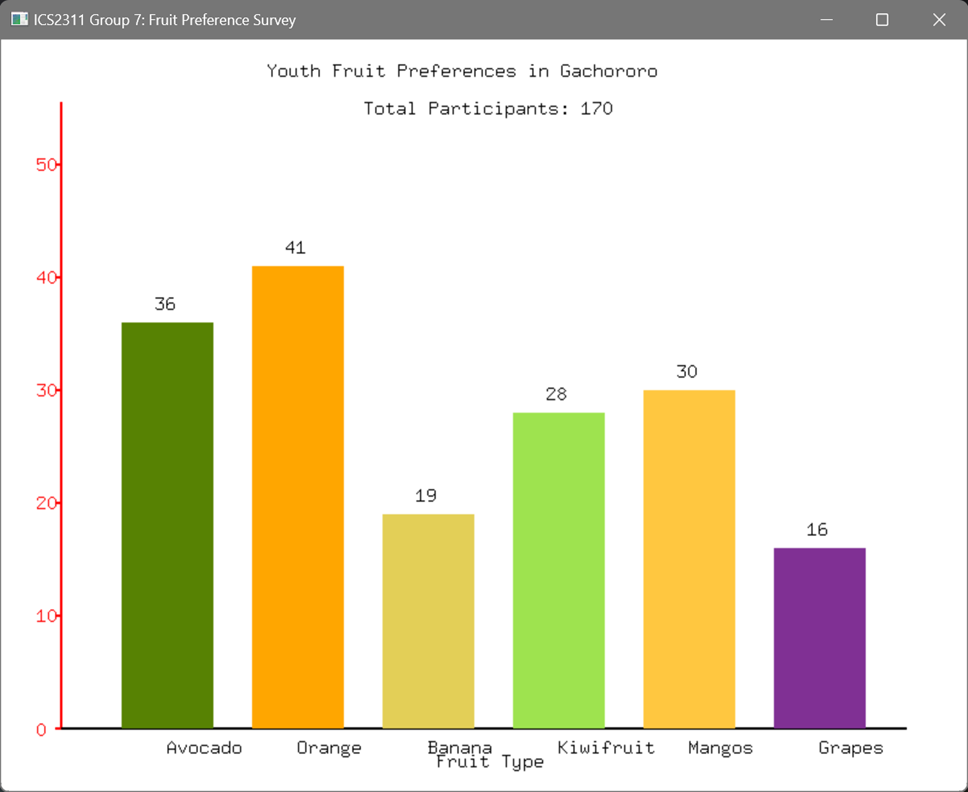 ICS2311 Group 7: Fruit Preference Survey
Youth Fruit Preferences in Gachororo
Total Participants: 170
50
41
40
36
30
30
28
20
19
16
10
0
Avocado Orange Banana Kiwifruit Mangos Grapes
Fruit Type